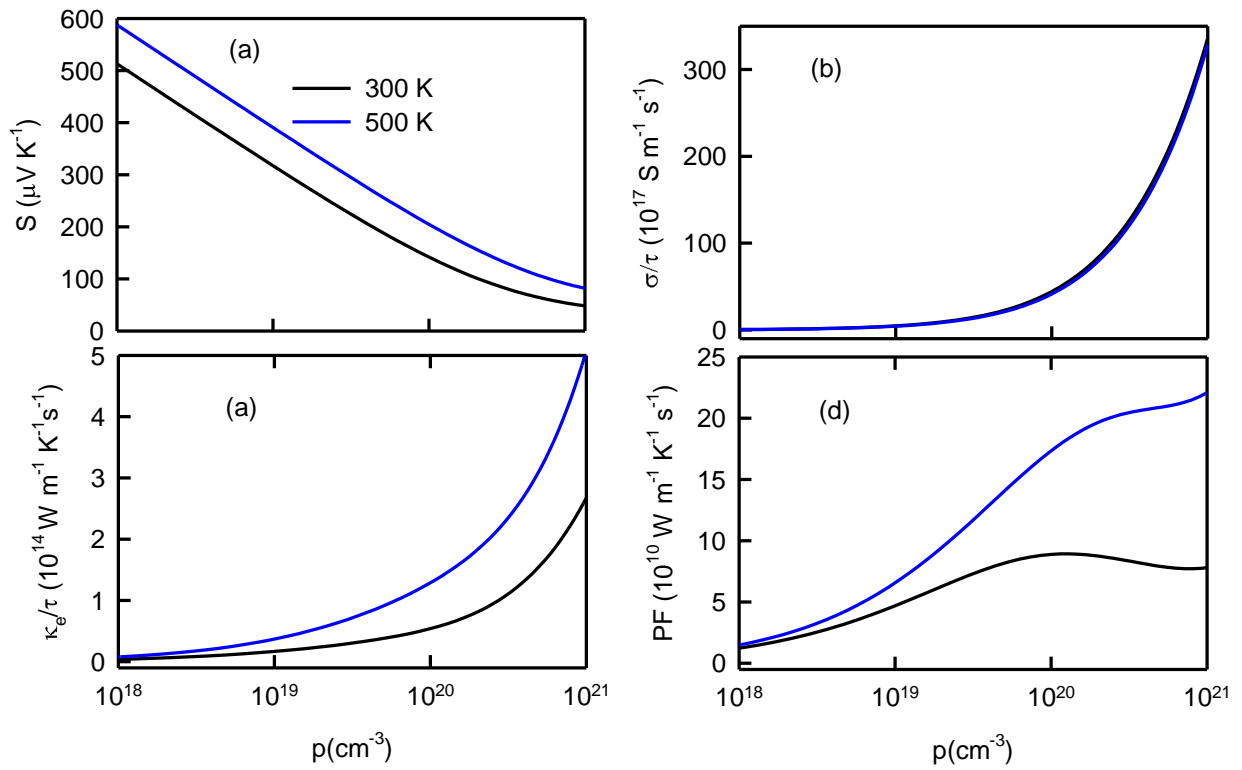 600
500
400
300
200
100
0
S (μV K⁻¹)
(a)
300 K
500 K
300
200
100
0
σ/τ (10¹⁷ S m⁻¹ s⁻¹)
(b)
5
4
3
2
1
0
κₑ/τ (10¹⁴ W m⁻¹ K⁻¹s⁻¹)
(a)
10¹⁸ 10¹⁹ 10²⁰ 10²¹
p(cm⁻³)
25
20
15
10
5
0
PF (10¹⁰ W m⁻¹ K⁻¹ s⁻¹)
(d)
10¹⁸ 10¹⁹ 10²⁰ 10²¹
p(cm⁻³)